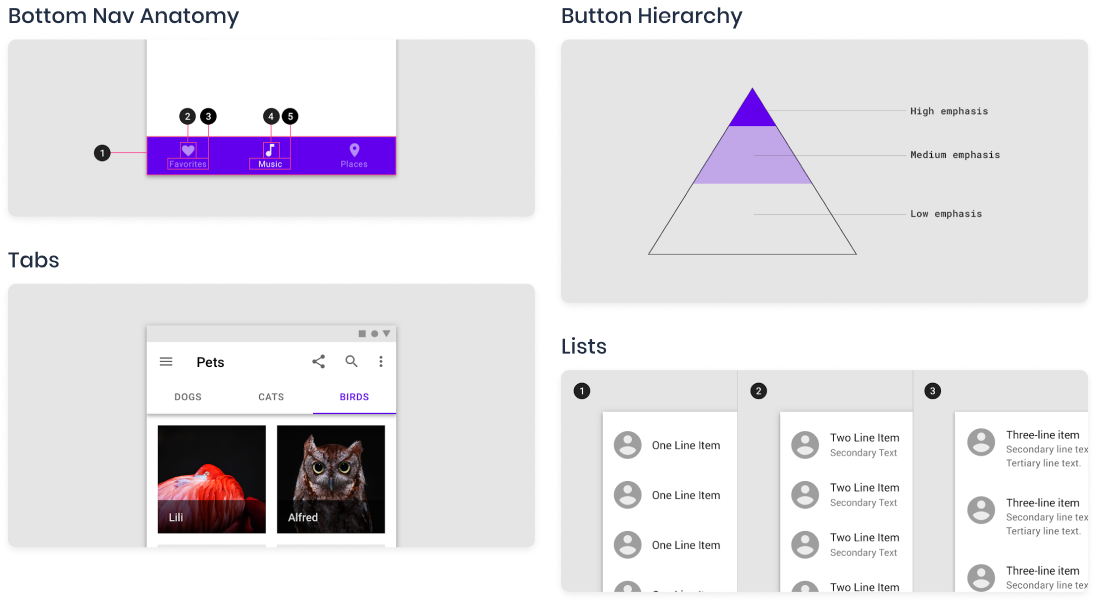 Bottom Nav Anatomy
2 3 4 5
1
Favorites Music Places
Tabs
Pets
DOGS CATS BIRDS
Lili Alfred
Button Hierarchy
High emphasis
Medium emphasis
Low emphasis
Lists
1
One Line Item
One Line Item
One Line Item
2
Two Line Item
Secondary Text
Two Line Item
Secondary Text
Two Line Item
Secondary Text
Two Line Item
3
Three-line item
Secondary line tex
Tertiary line text.
Three-line item
Secondary line tex
Tertiary line text.
Three-line item
Secondary line tex